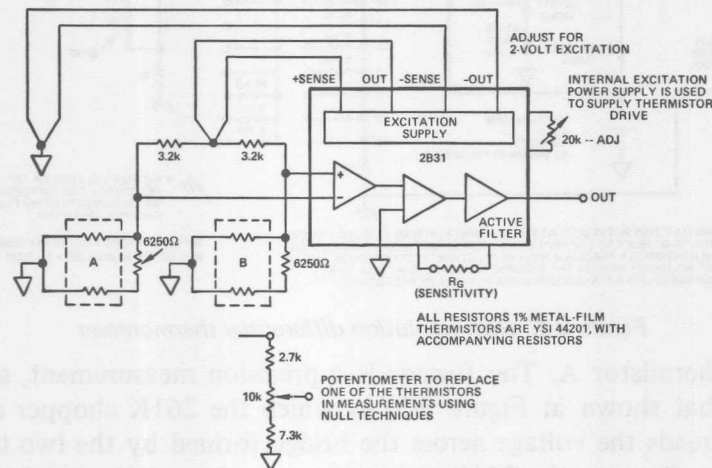 ADJUST FOR
2-VOLT EXCITATION
+SENSE OUT -SENSE -OUT
INTERNAL EXCITATION
POWER SUPPLY IS USED
TO SUPPLY THERMISTOR
DRIVE
EXCITATION
SUPPLY
20k -- ADJ
3.2k 3.2k
2B31
+
−
OUT
ACTIVE
FILTER
A
6250Ω
B
6250Ω
RG
(SENSITIVITY)
ALL RESISTORS 1% METAL-FILM
THERMISTORS ARE YSI 44201, WITH
ACCOMPANYING RESISTORS
2.7k
10k
POTENTIOMETER TO REPLACE
ONE OF THE THERMISTORS
IN MEASUREMENTS USING
NULL TECHNIQUES
7.3k